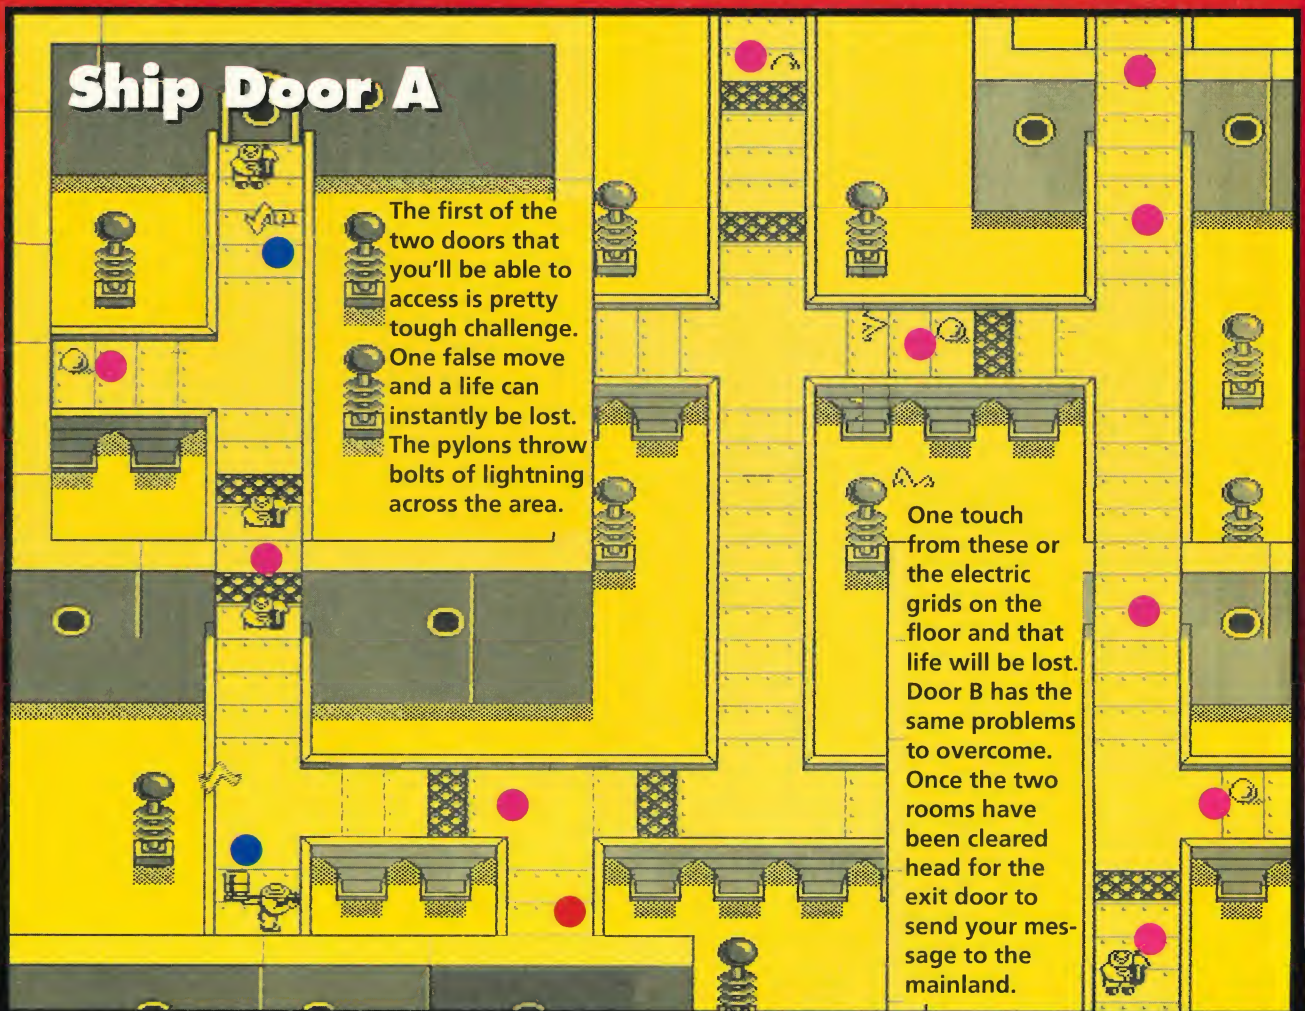 Ship Door A
The first of the
two doors that
you'll be able to
access is pretty
tough challenge.
One false move
and a life can
instantly be lost.
The pylons throw
bolts of lightning
across the area.
One touch
from these or
the electric
grids on the
floor and that
life will be lost.
Door B has the
same problems
to overcome.
Once the two
rooms have
been cleared
head for the
exit door to
send your mes-
sage to the
mainland.